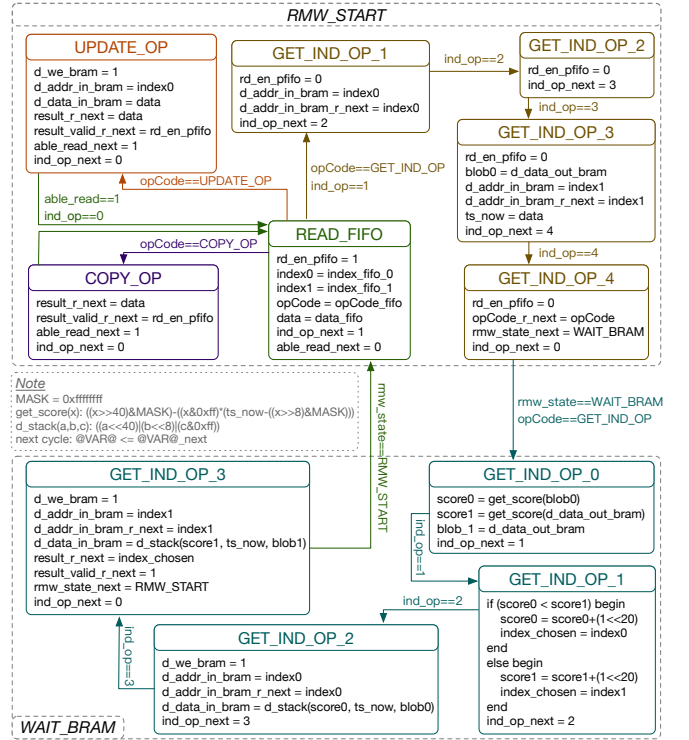 RMW_START
UPDATE_OP
d_we_bram = 1
d_addr_in_bram = index0
d_data_in_bram = data
result_r_next = data
result_valid_r_next = rd_en_pfifo
able_read_next = 1
ind_op_next = 0
GET_IND_OP_1
rd_en_pfifo = 0
d_addr_in_bram = index0
d_addr_in_bram_r_next = index0
ind_op_next = 2
ind_op==2
GET_IND_OP_2
rd_en_pfifo = 0
ind_op_next = 3
ind_op==3
GET_IND_OP_3
rd_en_pfifo = 0
blob0 = d_data_out_bram
d_addr_in_bram = index1
d_addr_in_bram_r_next = index1
ts_now = data
ind_op_next = 4
opCode==GET_IND_OP
ind_op==1
opCode==UPDATE_OP
able_read==1
ind_op==0
READ_FIFO
rd_en_pfifo = 1
index0 = index_fifo_0
index1 = index_fifo_1
opCode = opCode_fifo
data = data_fifo
ind_op_next = 1
able_read_next = 0
opCode==COPY_OP
COPY_OP
result_r_next = data
result_valid_r_next = rd_en_pfifo
able_read_next = 1
ind_op_next = 0
ind_op==4
GET_IND_OP_4
rd_en_pfifo = 0
opCode_r_next = opCode
rmw_state_next = WAIT_BRAM
ind_op_next = 0
Note
MASK = 0xffffffff
get_score(x): ((x>>40)&MASK)-((x&0xff)*(ts_now-((x>>8)&MASK)))
d_stack(a,b,c): ((a<<40)|(b<<8)|(c&0xff))
next cycle: @VAR@ <= @VAR@_next
rmw_state==RMW_START
rmw_state==WAIT_BRAM
opCode==GET_IND_OP
GET_IND_OP_3
d_we_bram = 1
d_addr_in_bram = index1
d_addr_in_bram_r_next = index1
d_data_in_bram = d_stack(score1, ts_now, blob1)
result_r_next = index_chosen
result_valid_r_next = 1
rmw_state_next = RMW_START
ind_op_next = 0
GET_IND_OP_0
score0 = get_score(blob0)
score1 = get_score(d_data_out_bram)
blob_1 = d_data_out_bram
ind_op_next = 1
ind_op==1
GET_IND_OP_1
if (score0 < score1) begin
score0 = score0+(1<<20)
index_chosen = index0
end
else begin
score1 = score1+(1<<20)
index_chosen = index1
end
ind_op_next = 2
ind_op==2
GET_IND_OP_2
d_we_bram = 1
d_addr_in_bram = index0
d_addr_in_bram_r_next = index0
d_data_in_bram = d_stack(score0, ts_now, blob0)
ind_op_next = 3
ind_op==3
WAIT_BRAM